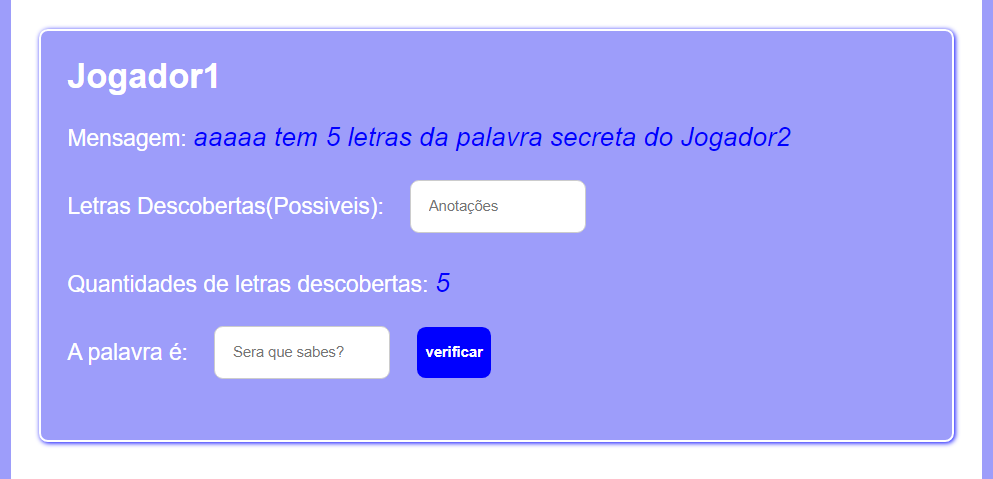 Jogador1
Mensagem: aaaaa tem 5 letras da palavra secreta do Jogador2
Letras Descobertas(Possiveis): Anotações
Quantidades de letras descobertas: 5
A palavra é: Sera que sabes? verificar